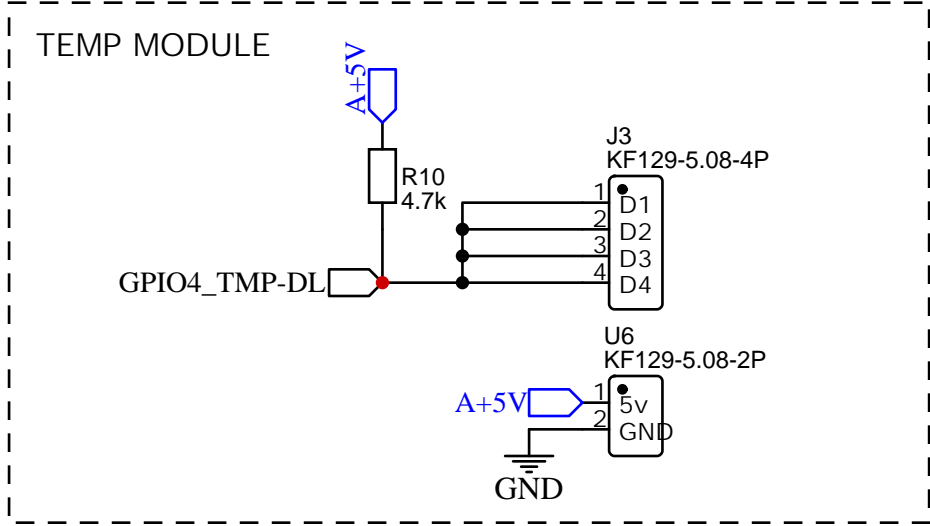 TEMP MODULE
A+5V
R10
4.7k
GPIO4_TMP-DL
J3
KF129-5.08-4P
1 D1
2 D2
3 D3
4 D4
U6
KF129-5.08-2P
A+5V
1 5v
2 GND
GND